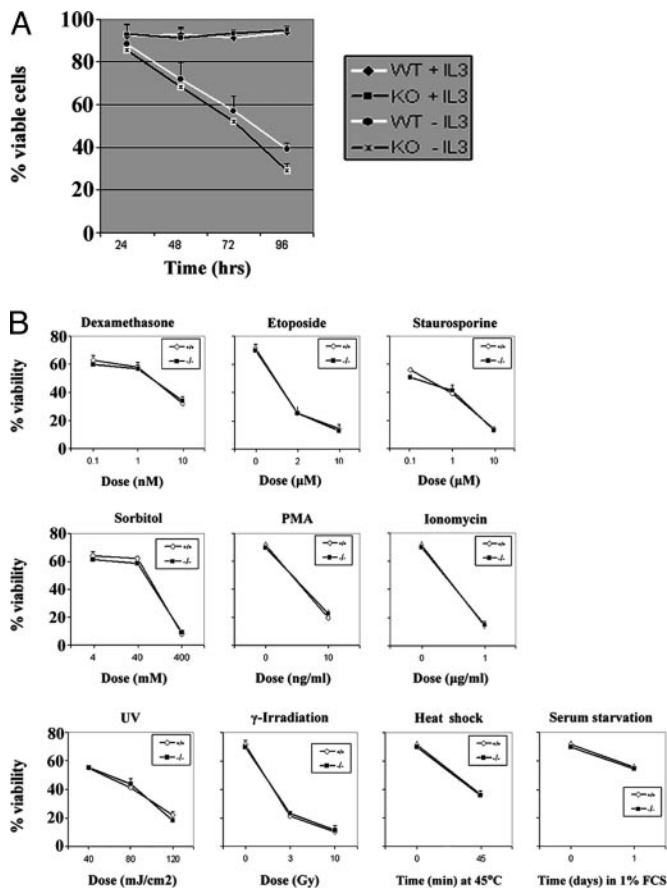 A
% viable cells
100
80
60
40
20
0
24 48 72 96
Time (hrs)
WT + IL3
KO + IL3
WT - IL3
KO - IL3
B
Dexamethasone Etoposide Staurosporine
% viability
80
60
40
20
0
+/+
-/-
+/+
-/-
+/+
-/-
0.1 1 10 0 2 10 0.1 1 10
Dose (nM) Dose (µM) Dose (µM)
Sorbitol PMA Ionomycin
% viability
80
60
40
20
0
+/+
-/-
+/+
-/-
+/+
-/-
4 40 400 0 10 0 1
Dose (mM) Dose (ng/ml) Dose (µg/ml)
UV γ-Irradiation Heat shock Serum starvation
% viability
80
60
40
20
0
+/+
-/-
+/+
-/-
+/+
-/-
+/+
-/-
40 80 120 0 3 10 0 45 0 1
Dose (mJ/cm2) Dose (Gy) Time (min) at 45°C Time (days) in 1% FCS